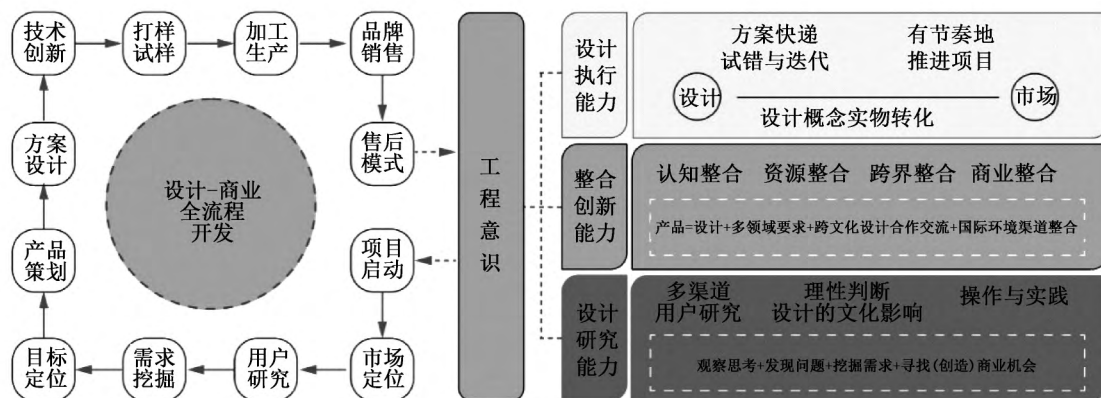 技术
创新
打样
试样
加工
生产
品牌
销售
售后
模式
方案
设计
设计-商业
全流程
开发
产品
策划
项目
启动
目标
定位
需求
挖掘
用户
研究
市场
定位
工程意识
设计
执行
能力
方案快递
试错与迭代
有节奏地
推进项目
设计
市场
设计概念实物转化
整合
创新
能力
认知整合 资源整合 跨界整合 商业整合
产品=设计+多领域要求+跨文化设计合作交流+国际环境渠道整合
设计
研究
能力
多渠道
用户研究
理性判断
设计的文化影响
操作与实践
观察思考+发现问题+挖掘需求+寻找(创造)商业机会